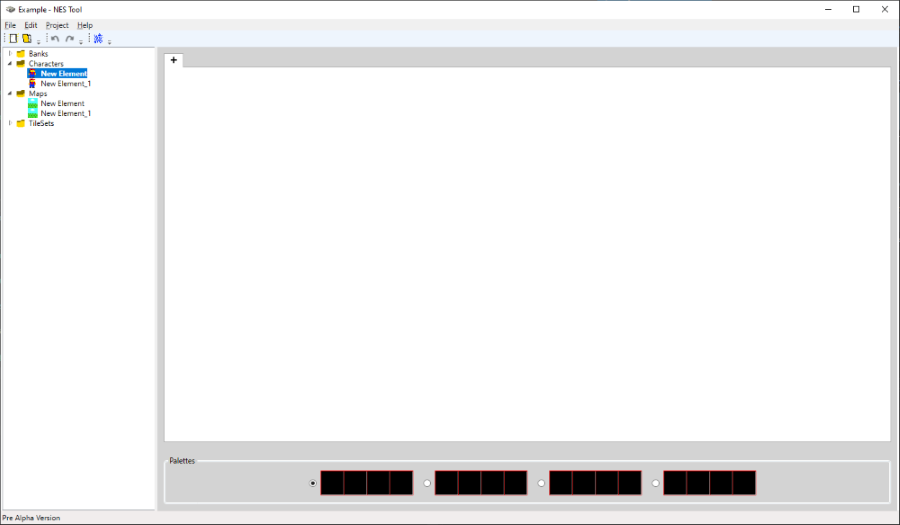 Example - NES Tool
File Edit Project Help
Banks
Characters
New Element
New Element_1
Maps
New Element
New Element_1
TileSets
+
Palettes
Pre Alpha Version